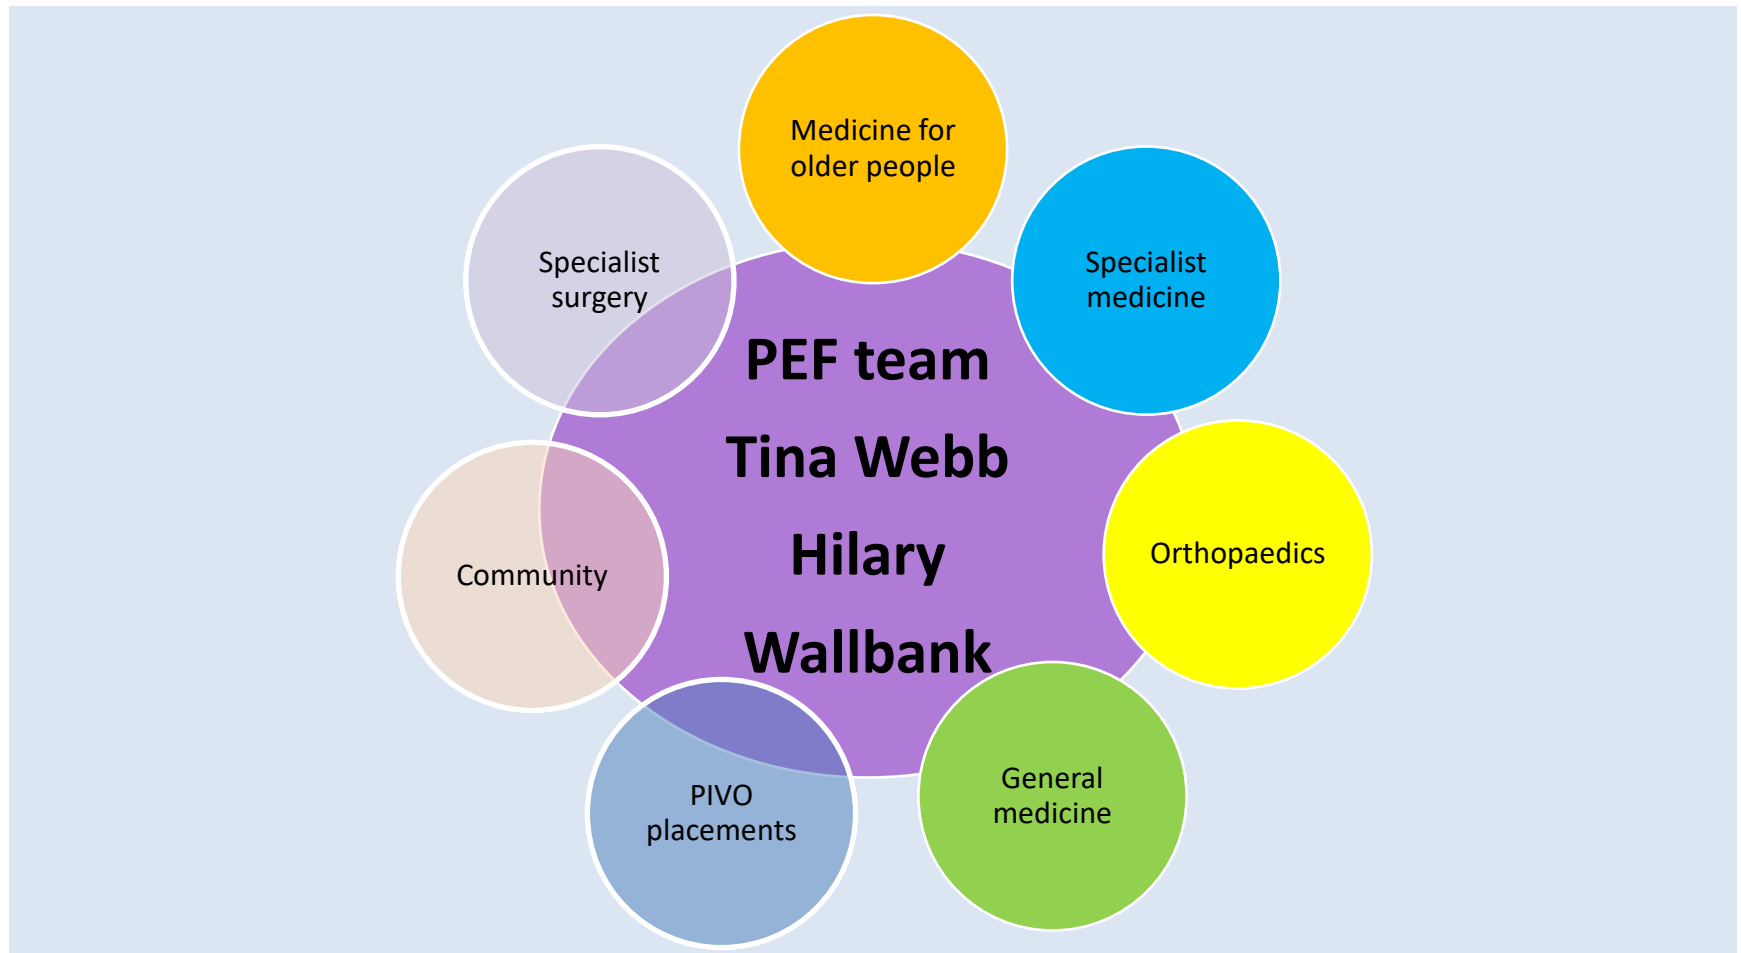 Medicine for
older people
Specialist
surgery
Specialist
medicine
PEF team
Tina Webb
Hilary
Wallbank
Community
Orthopaedics
PIVO
placements
General
medicine